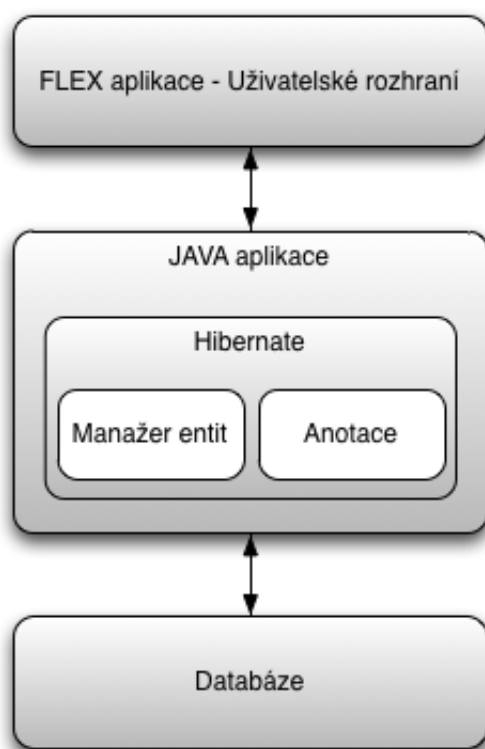 FLEX aplikace - Uživatelské rozhraní
JAVA aplikace
Hibernate
Manažer entit
Anotace
Databáze